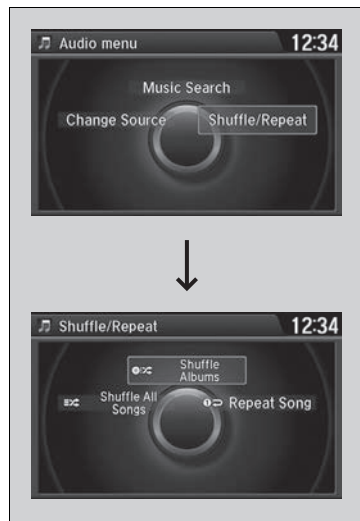 Audio menu 12:34
Music Search
Change Source Shuffle/Repeat
Shuffle/Repeat 12:34
Shuffle
Albums
Shuffle All
Songs
Repeat Song